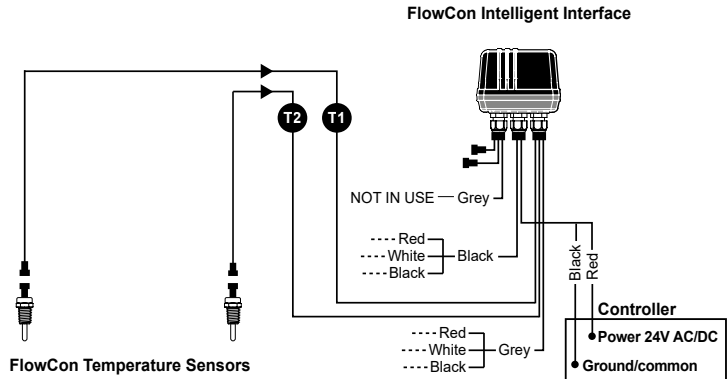 FlowCon Intelligent Interface
T2
T1
NOT IN USE — Grey
---- Red
---- White — Black
---- Black
Black
Red
Controller
Power 24V AC/DC
Ground/common
---- Red
---- White — Grey
---- Black
FlowCon Temperature Sensors